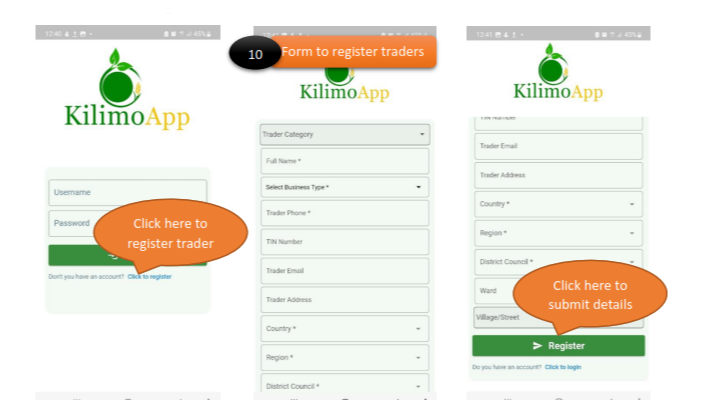 12:40
45%
KilimoApp
Username
Password
Click here to
register trader
Don't you have an account? Click to register
10
Form to register traders
KilimoApp
Trader Category
Full Name *
Select Business Type *
Trader Phone *
TIN Number
Trader Email
Trader Address
Country *
Region *
District Council *
12:41
45%
KilimoApp
TIN Number
Trader Email
Trader Address
Country *
Region *
District Council *
Ward
Village/Street
Click here to
submit details
Register
Do you have an account? Click to login